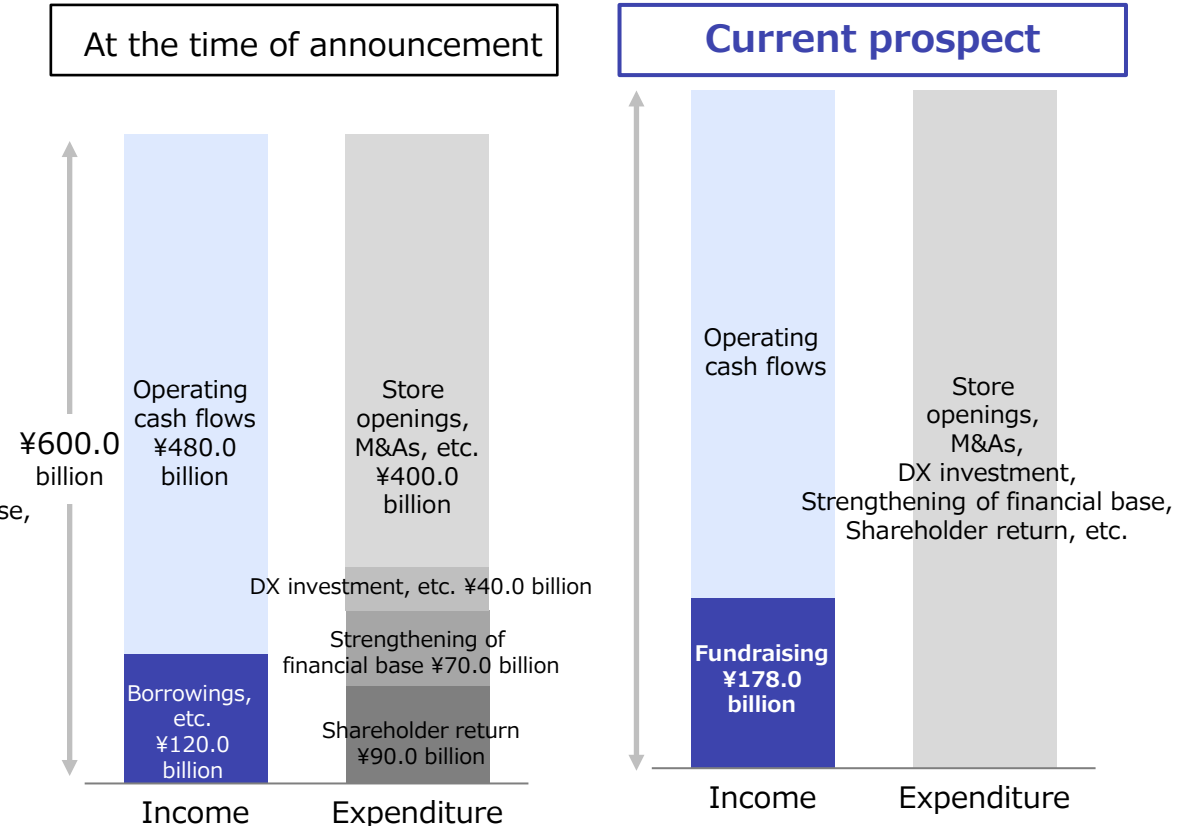 At the time of announcement
Current prospect
¥600.0
billion
se,
Operating
cash flows
¥480.0
billion
Borrowings,
etc.
¥120.0
billion
Income
Store
openings,
M&As, etc.
¥400.0
billion
DX investment, etc. ¥40.0 billion
Strengthening of
financial base ¥70.0 billion
Shareholder return
¥90.0 billion
Expenditure
Operating
cash flows
Fundraising
¥178.0
billion
Income
Store
openings,
M&As,
DX investment,
Strengthening of financial base,
Shareholder return, etc.
Expenditure